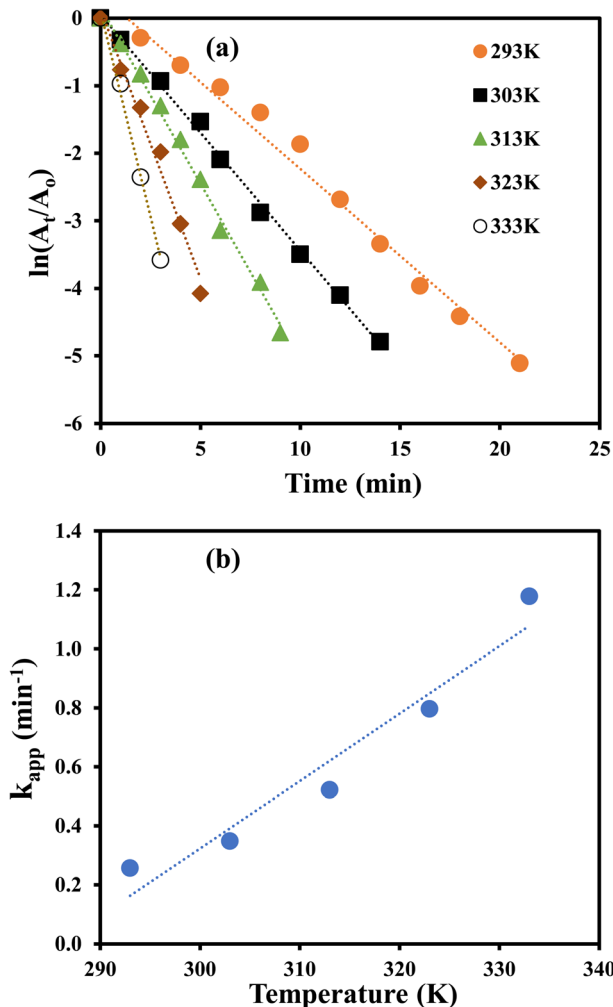 (a)
0
-1
-2
-3
-4
-5
-6
ln(Aₜ/Aₒ)
293K
303K
313K
323K
333K
0 5 10 15 20 25
Time (min)
(b)
1.4
1.2
1.0
0.8
0.6
0.4
0.2
0.0
kₐₚₚ (min⁻¹)
290 300 310 320 330 340
Temperature (K)